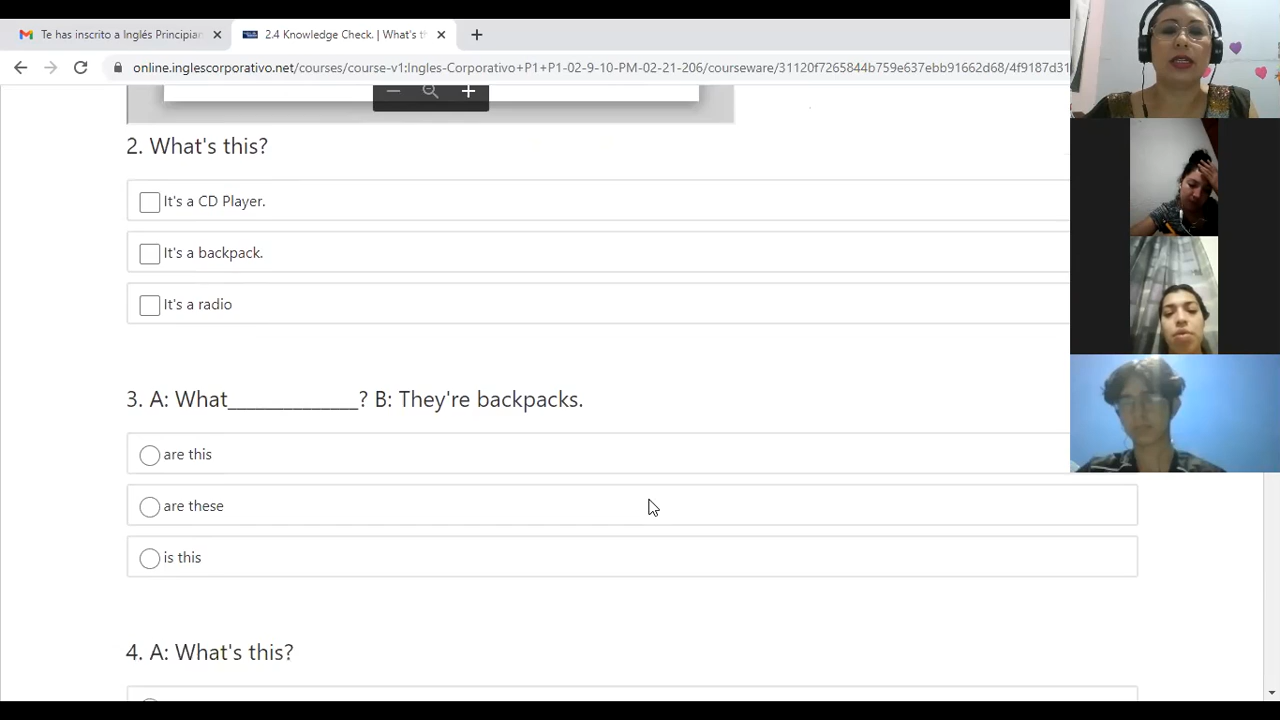 Te has inscrito a Inglés Principian
2.4 Knowledge Check. | What's th
online.inglescorporativo.net/courses/course-v1:Ingles-Corporativo+P1+P1-02-9-10-PM-02-21-206/courseware/31120f7265844b759e637ebb91662d68/4f9187d31
2. What's this?
It's a CD Player.
It's a backpack.
It's a radio
3. A: What______________? B: They're backpacks.
are this
are these
is this
4. A: What's this?